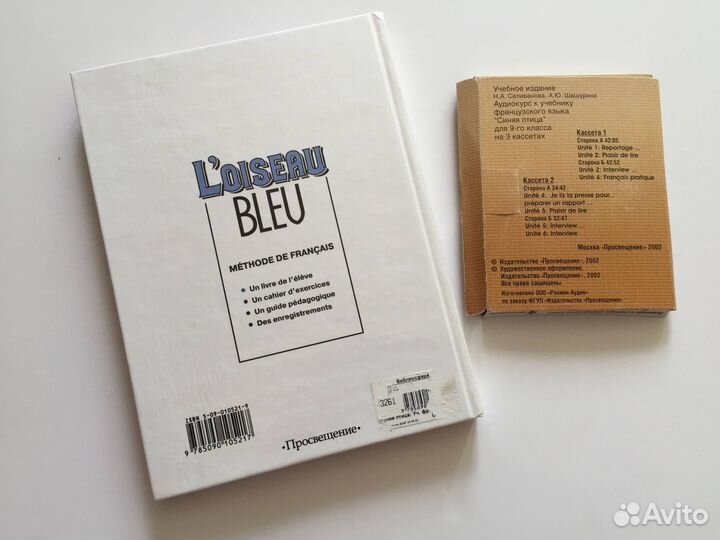 L'OISEAU
BLEU
MÉTHODE DE FRANÇAIS
• Un livre de l'élève
• Un cahier d'exercices
• Un guide pédagogique
• Des enregistrements
ISBN 5-09-010521-9
9 785090 105217
Библиосфера
3261
9 785090
•Просвещение•
Учебное издание
Н.А. Селиванова, А.Ю. Шашурина
Аудиокурс к учебнику
французского языка
"Синяя птица"
для 9-го класса
на 3 кассетах
Кассета 1
Сторона А 42:05
Unité 1: Reportage ...
Unité 2: Plaisir de lire
Сторона Б 42:52
Unité 2: Interview ...
Unité 4: Français pratique
Кассета 2
Сторона А 34:42
Unité 4: Je lis la presse pour...
préparer un rapport ...
Unité 5: Plaisir de lire
Сторона Б 32:47
Unité 5: Interview ...
Unité 6: Interview
Москва «Просвещение» 2002
© Издательство «Просвещение», 2002
© Художественное оформление.
Издательство «Просвещение», 2002
Все права защищены
Изготовлено ООО «Росмэн-Аудио»
по заказу ФГУП «Издательство "Просвещение"
Avito